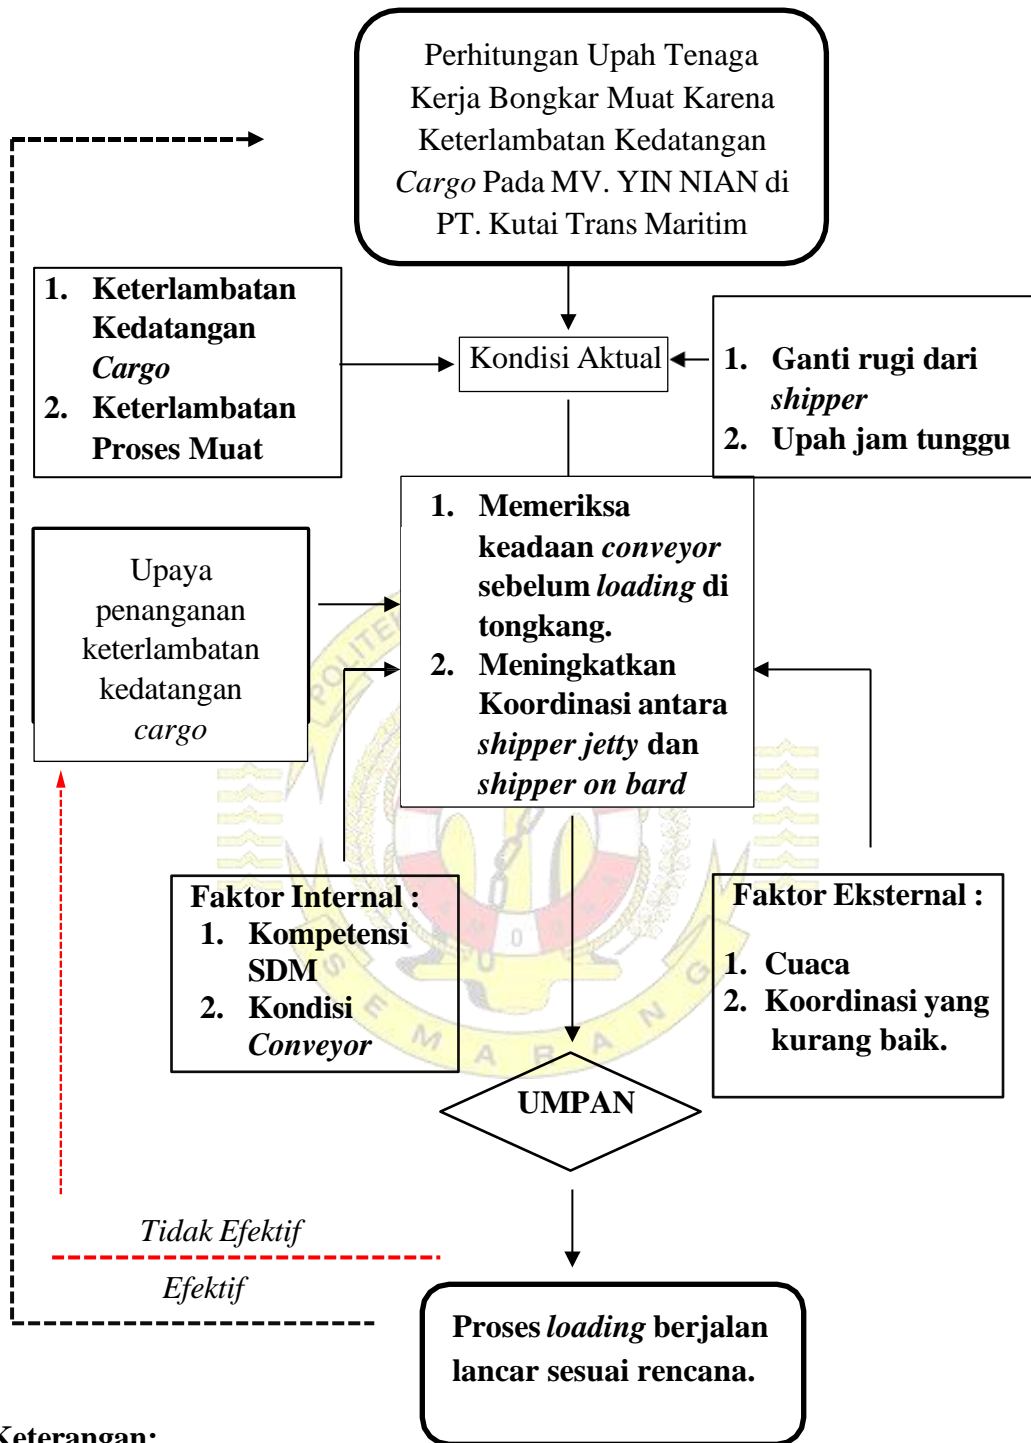 Perhitungan Upah Tenaga
Kerja Bongkar Muat Karena
Keterlambatan Kedatangan
Cargo Pada MV. YIN NIAN di
PT. Kutai Trans Maritim
1. Keterlambatan
Kedatangan
Cargo
2. Keterlambatan
Proses Muat
Kondisi Aktual
1. Ganti rugi dari
shipper
2. Upah jam tunggu
1. Memeriksa
keadaan conveyor
sebelum loading di
tongkang.
2. Meningkatkan
Koordinasi antara
shipper jetty dan
shipper on bard
Upaya
penanganan
keterlambatan
kedatangan
cargo
Faktor Internal :
1. Kompetensi
SDM
2. Kondisi
Conveyor
Faktor Eksternal :
1. Cuaca
2. Koordinasi yang
kurang baik.
UMPAN
Tidak Efektif
Efektif
Proses loading berjalan
lancar sesuai rencana.
Keterangan:
SEMARANG